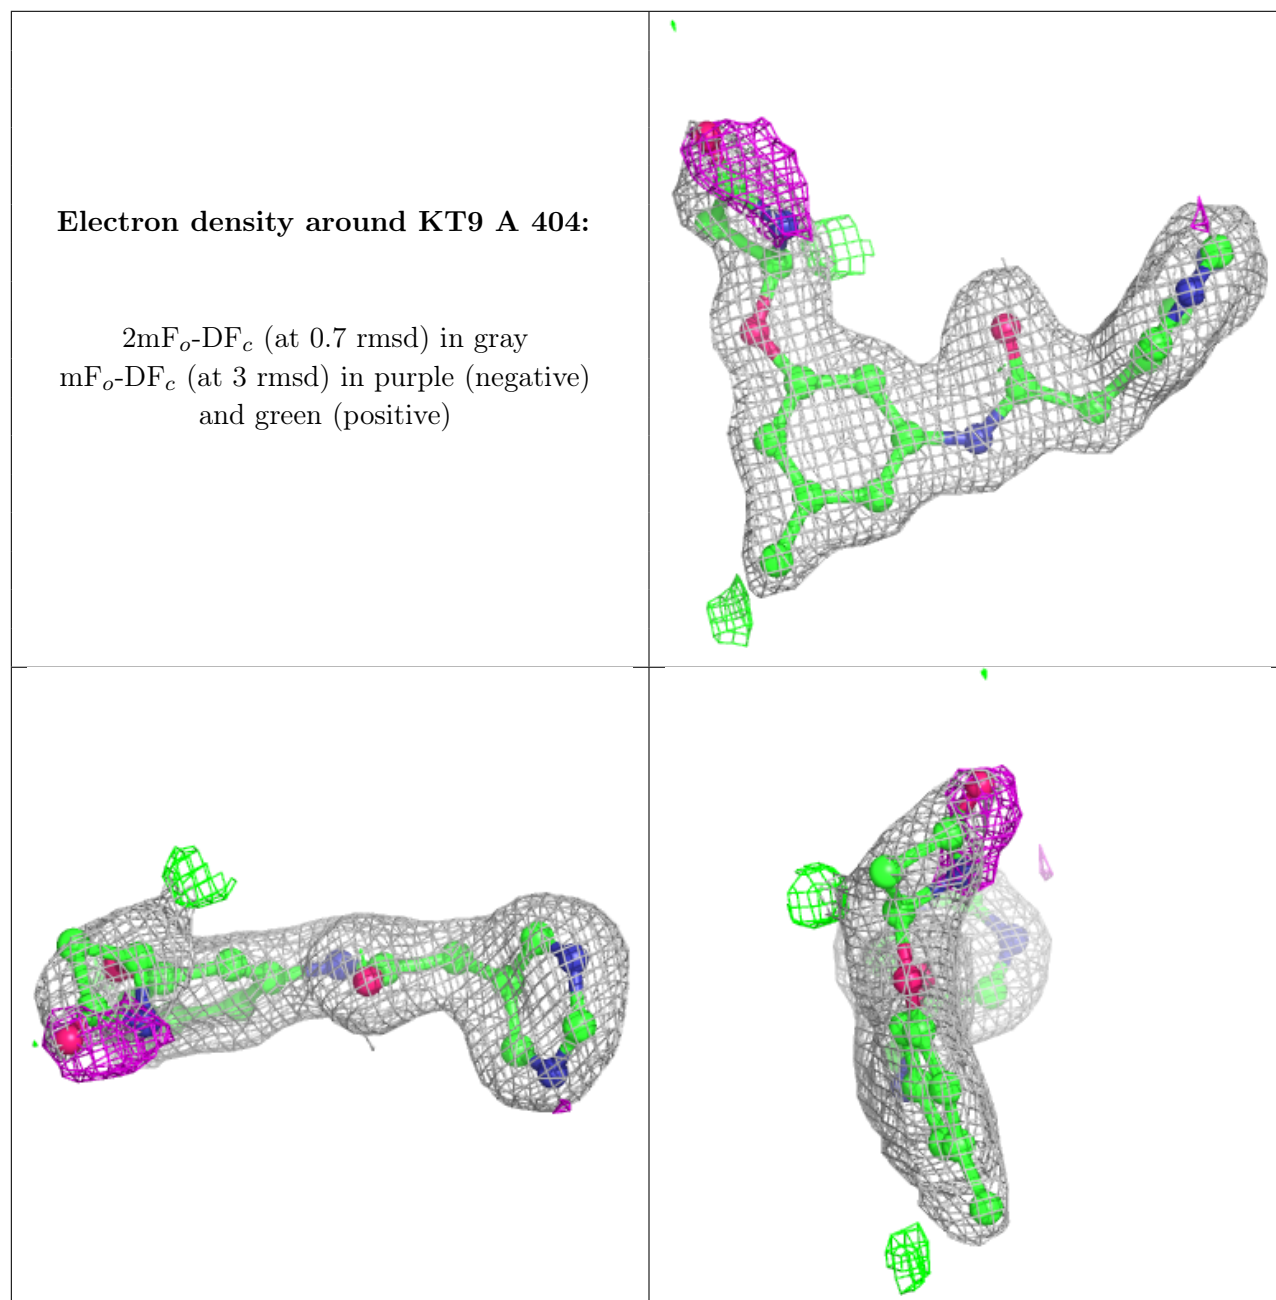 Electron density around KT9 A 404:
2mFo-DFc (at 0.7 rmsd) in gray
mFo-DFc (at 3 rmsd) in purple (negative)
and green (positive)